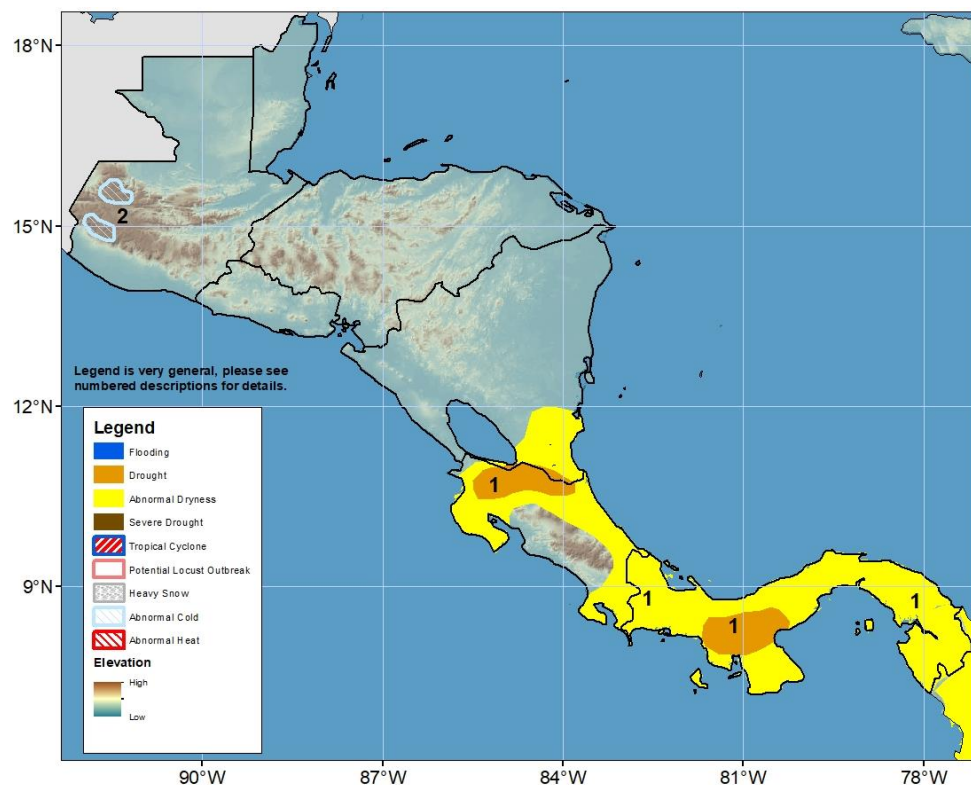 18°N
15°N
12°N
9°N
2
1
1
1
1
Legend is very general, please see
numbered descriptions for details.
Legend
Flooding
Drought
Abnormal Dryness
Severe Drought
Tropical Cyclone
Potential Locust Outbreak
Heavy Snow
Abnormal Cold
Abnormal Heat
Elevation
High
Low
90°W
87°W
84°W
81°W
78°W